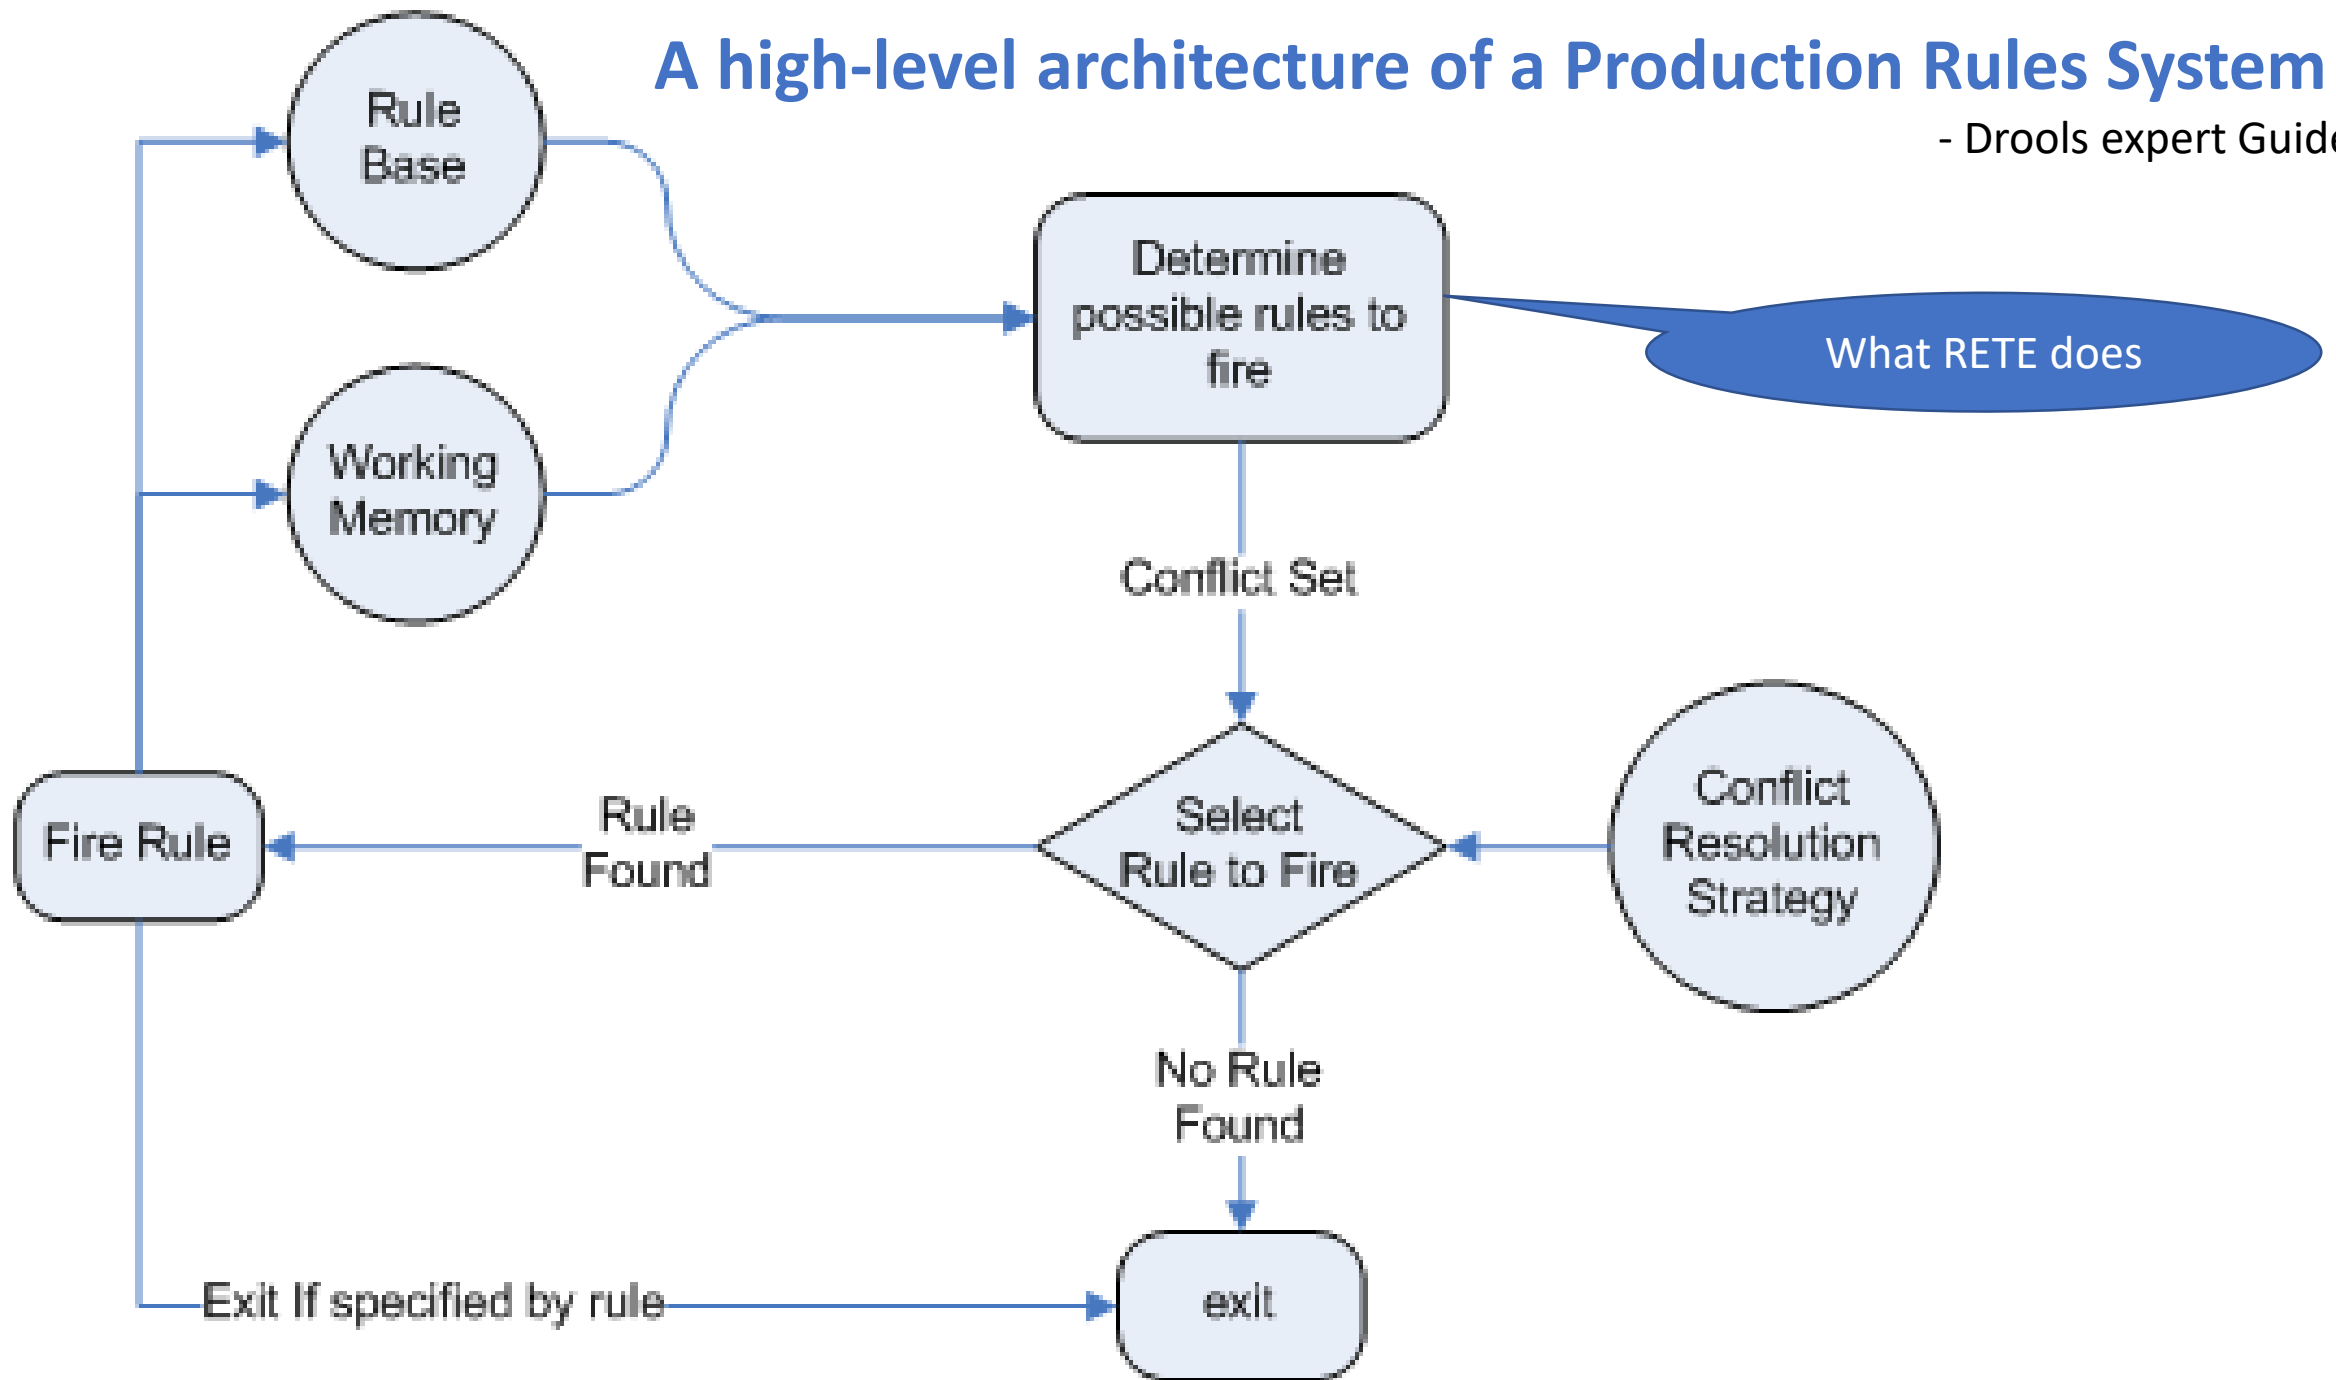 A high-level architecture of a Production Rules System
- Drools expert Guide
Rule
Base
Determine
possible rules to
fire
What RETE does
Working
Memory
Conflict Set
Conflict
Resolution
Strategy
Select
Rule to Fire
Rule
Found
Fire Rule
No Rule
Found
Exit If specified by rule
exit